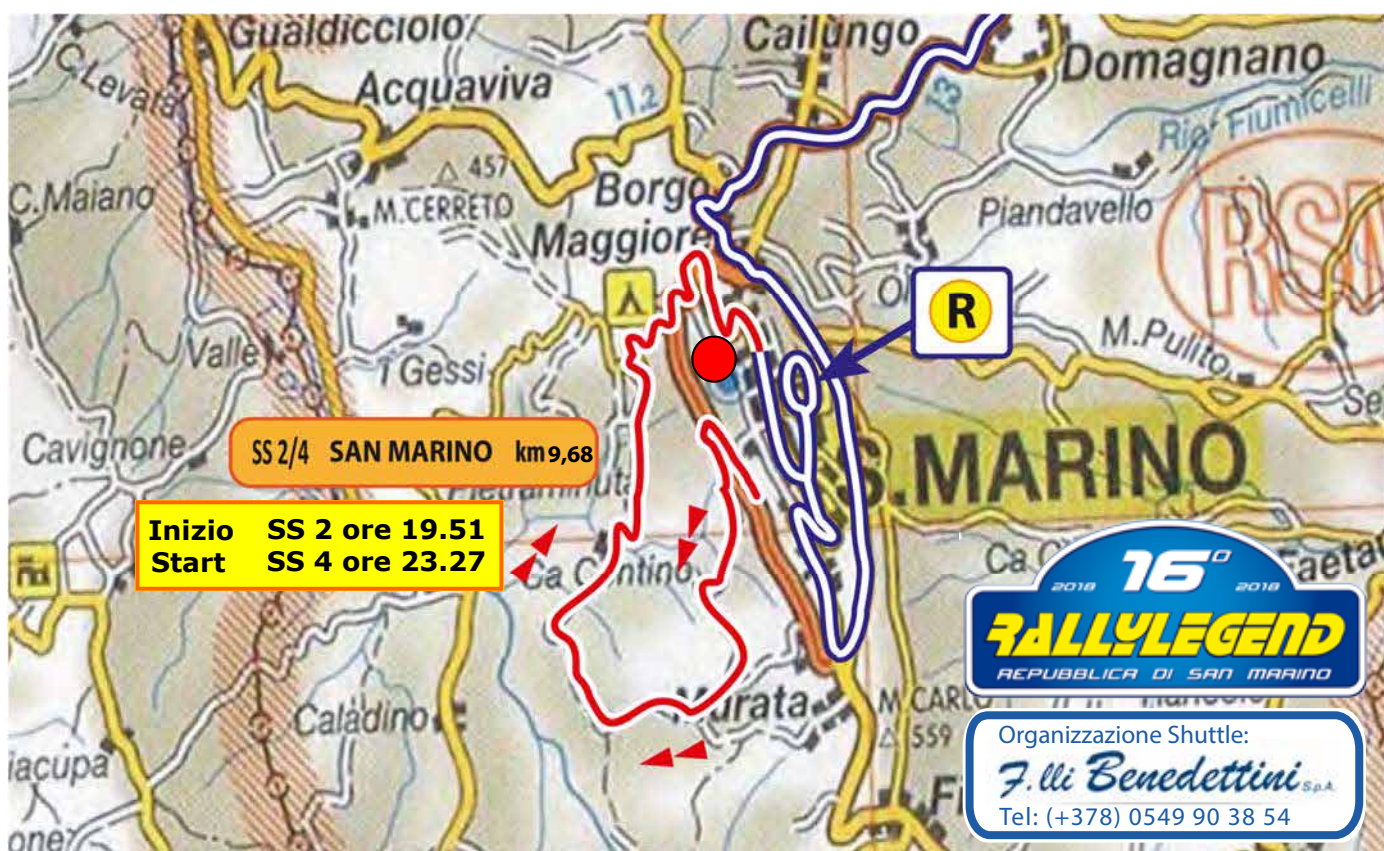 Gualdicciolo
Cailungo
Domagnano
C. Levara
Acquaviva
11.2
13
Rio Fiumicelli
457
C. Maiano
M. CERRETO
Borgo
Maggiore
Piandavello
RSM
R
Valle
I Gessi
M. Pulito
Cavignone
SS 2/4 SAN MARINO km 9,68
S. MARINO
Inizio SS 2 ore 19.51
Start SS 4 ore 23.27
Ca Contino
Murata
M. CARLO
559
Caladino
2018 16° 2018
RALLYLEGEND
REPUBBLICA DI SAN MARINO
Organizzazione Shuttle:
F.lli Benedettini S.p.A.
Tel: (+378) 0549 90 38 54